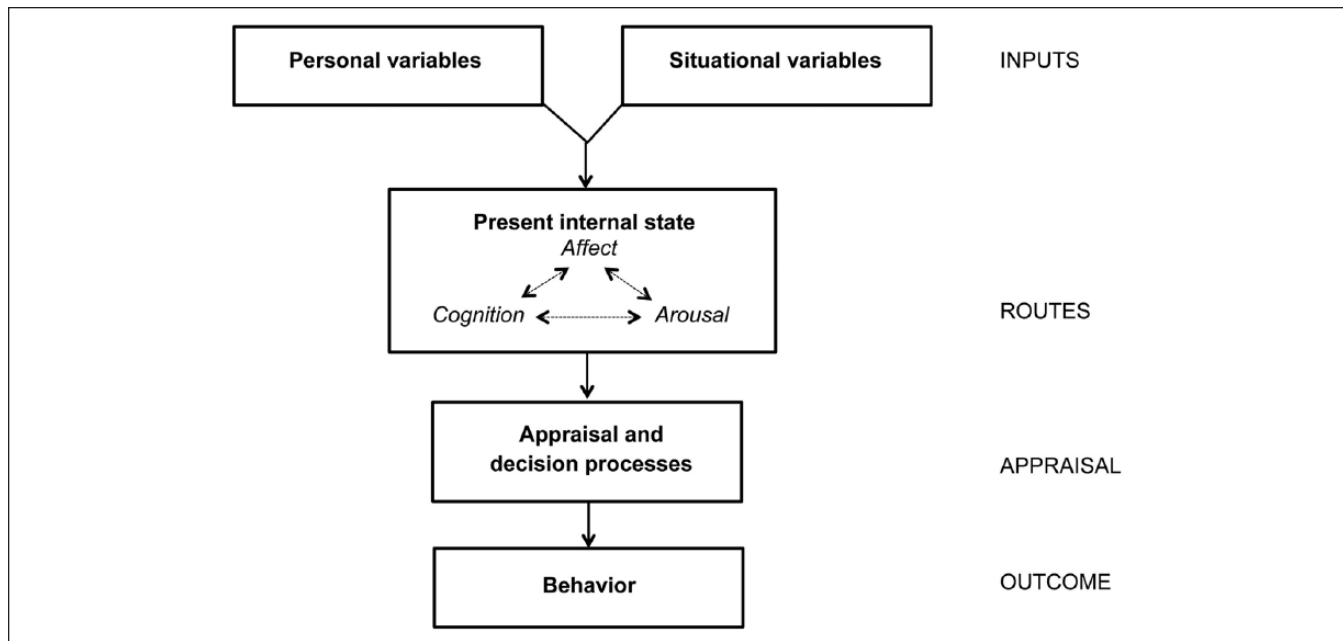 Personal variables
Situational variables
INPUTS
Present internal state
Affect
Cognition
Arousal
ROUTES
Appraisal and
decision processes
APPRAISAL
Behavior
OUTCOME